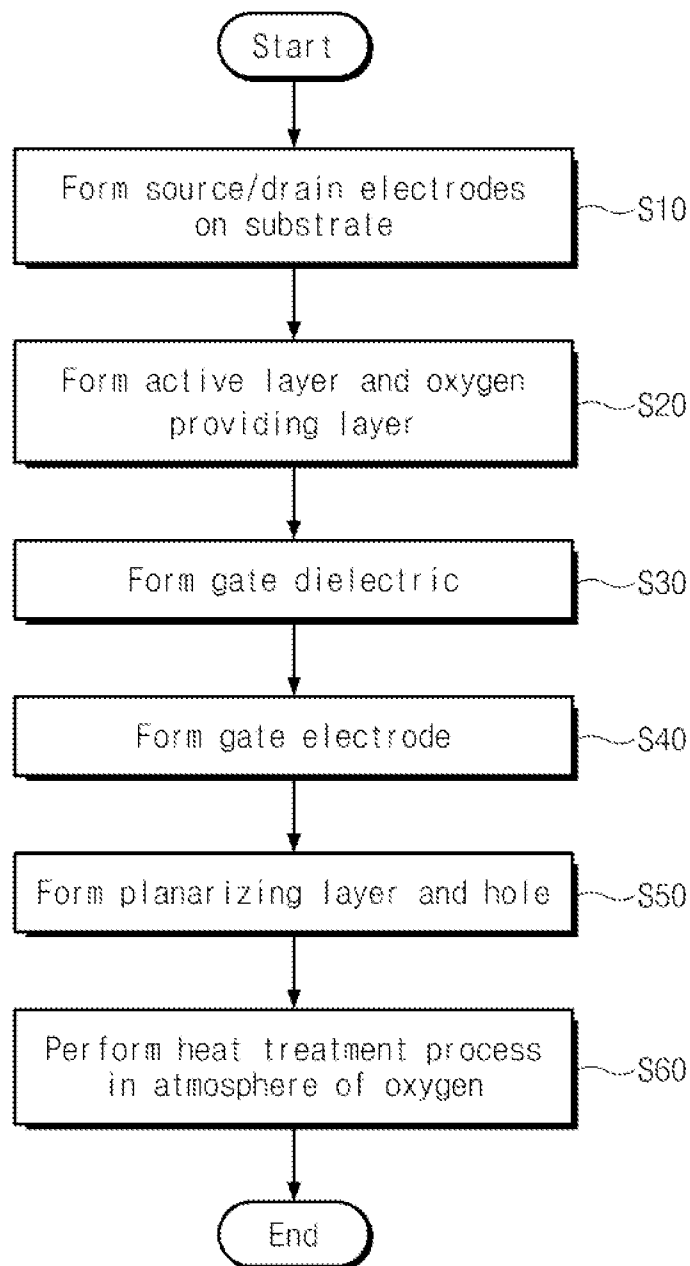 Start
Form source/drain electrodes
on substrate
S10
Form active layer and oxygen
providing layer
S20
Form gate dielectric
S30
Form gate electrode
S40
Form planarizing layer and hole
S50
Perform heat treatment process
in atmosphere of oxygen
S60
End